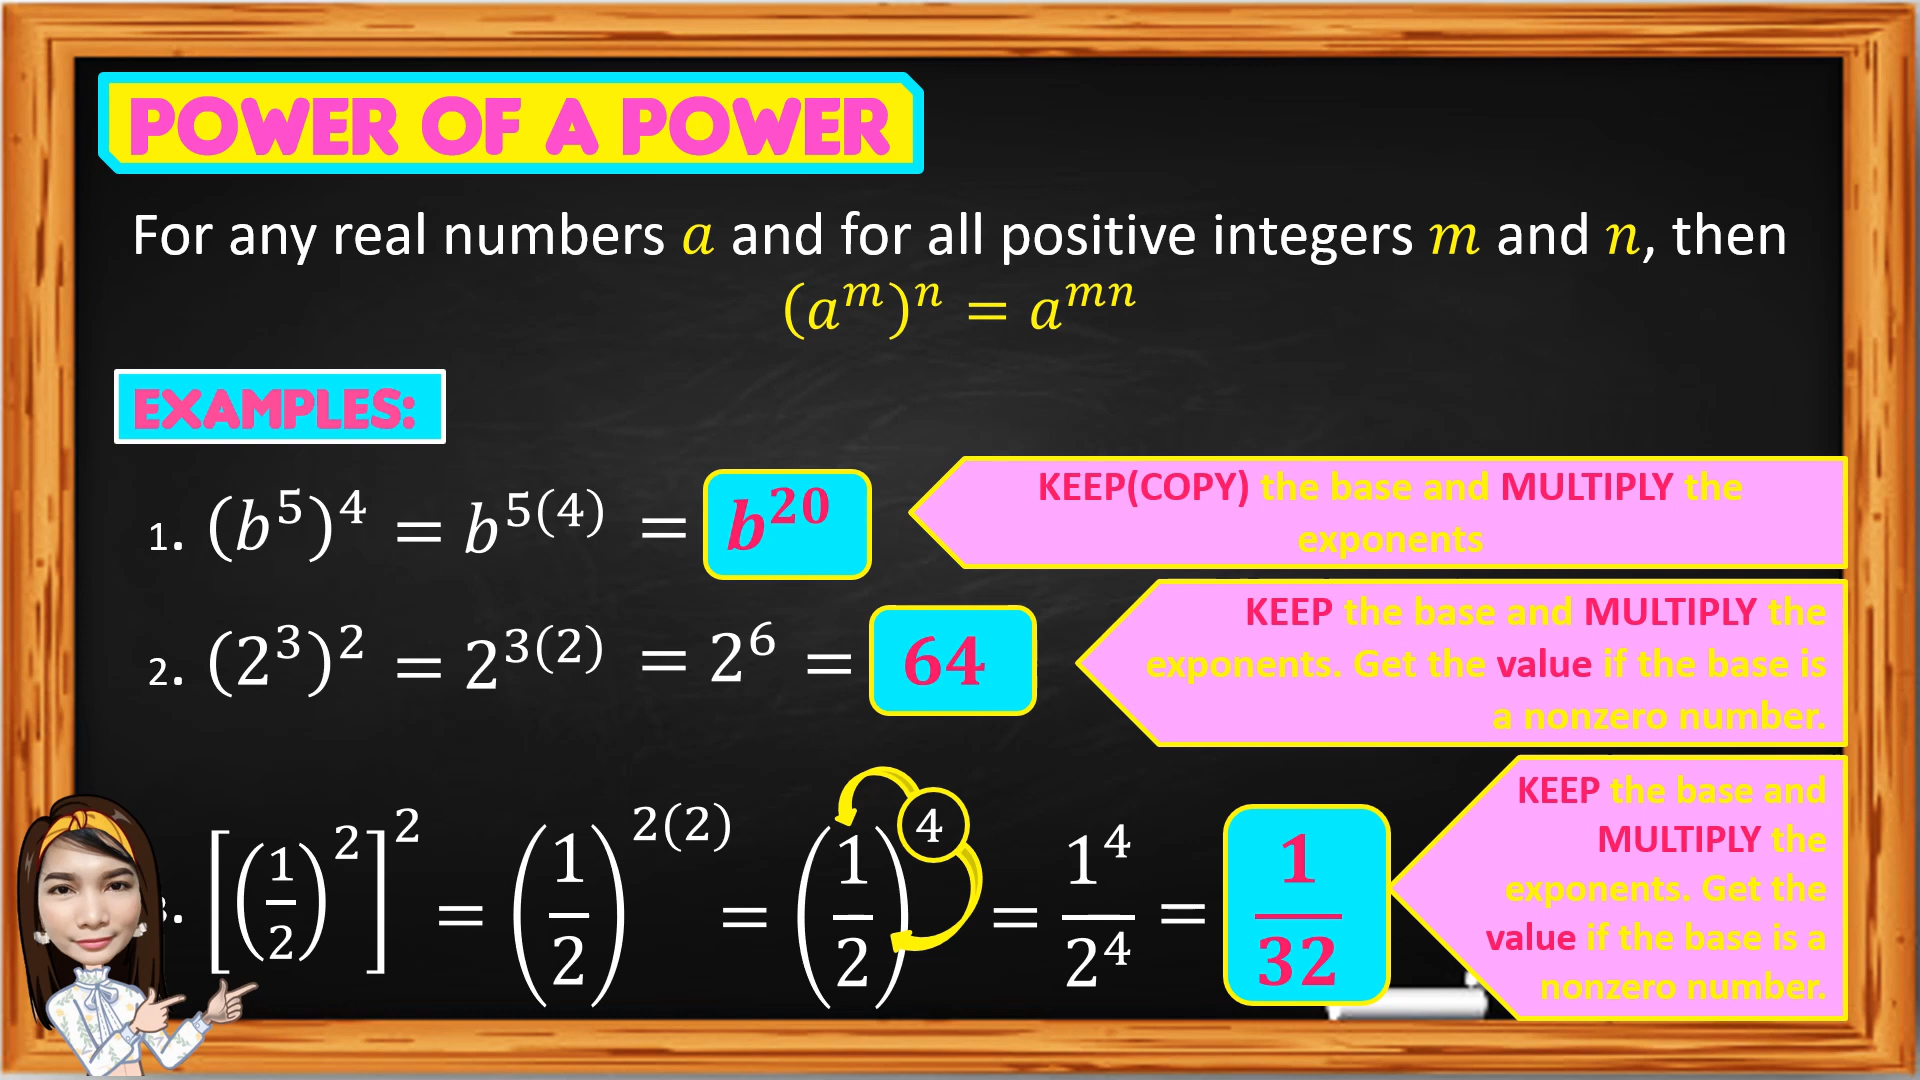 POWER OF A POWER
For any real numbers a and for all positive integers m and n, then
(a^m)^n = a^{mn}
EXAMPLES:
1. (b^5)^4 = b^{5(4)} = b^{20}
KEEP(COPY) the base and MULTIPLY the
exponents
2. (2^3)^2 = 2^{3(2)} = 2^6 = 64
KEEP the base and MULTIPLY the
exponents. Get the value if the base is
a nonzero number.
3. [(1/2)^2]^2 = (1/2)^{2(2)} = (1/2)^4 = 1^4/2^4 = 1/32
KEEP the base and
MULTIPLY the
exponents. Get the
value if the base is a
nonzero number.